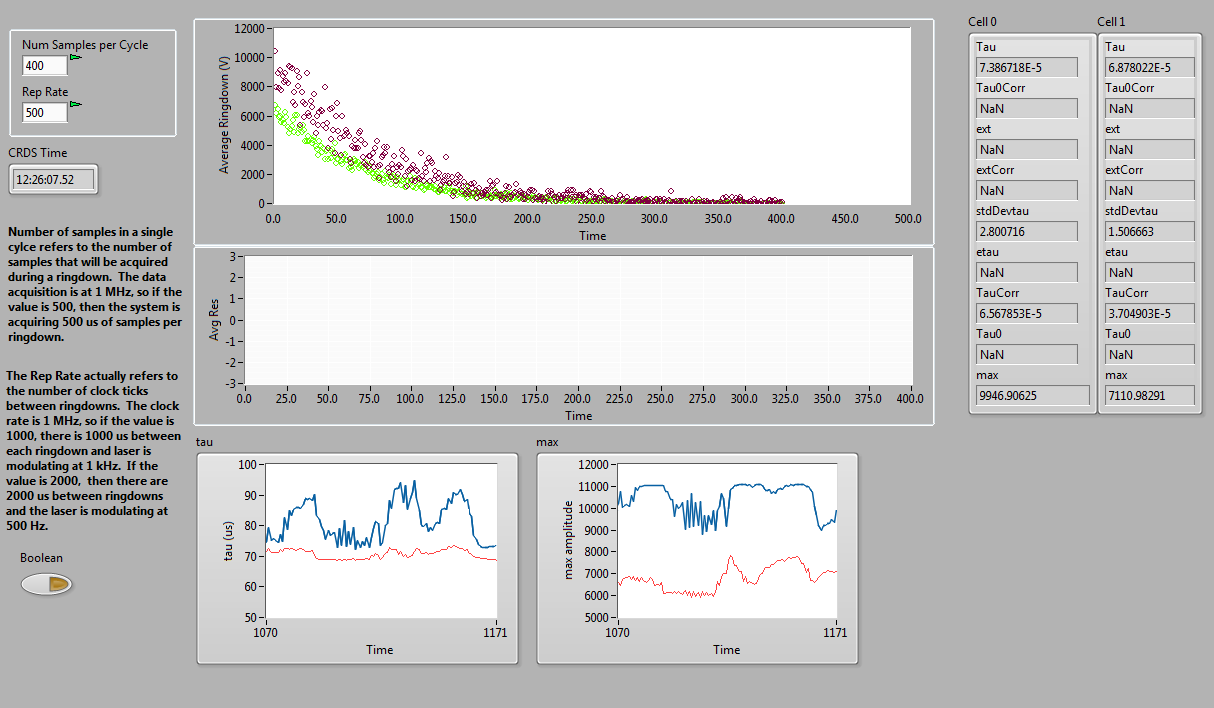 Num Samples per Cycle
400
Rep Rate
500
CRDS Time
12:26:07.52
Number of samples in a single
cylce refers to the number of
samples that will be acquired
during a ringdown.  The data
acquisition is at 1 MHz, so if the
value is 500, then the system is
acquiring 500 us of samples per
ringdown.
The Rep Rate actually refers to
the number of clock ticks
between ringdowns.  The clock
rate is 1 MHz, so if the value is
1000, there is 1000 us between
each ringdown and laser is
modulating at 1 kHz.  If the
value is 2000,  then there are
2000 us between ringdowns
and the laser is modulating at
500 Hz.
Boolean
Average Ringdown (V)
12000
10000
8000
6000
4000
2000
0
0.0 50.0 100.0 150.0 200.0 250.0 300.0 350.0 400.0 450.0 500.0
Time
Avg Res
3
2
1
0
-1
-2
-3
0.0 25.0 50.0 75.0 100.0 125.0 150.0 175.0 200.0 225.0 250.0 275.0 300.0 325.0 350.0 375.0 400.0
Time
tau
tau (us)
100
90
80
70
60
50
1070 1171
Time
max
max amplitude
12000
11000
10000
9000
8000
7000
6000
5000
1070 1171
Time
Cell 0
Tau
7.386718E-5
Tau0Corr
NaN
ext
NaN
extCorr
NaN
stdDevtau
2.800716
etau
NaN
TauCorr
6.567853E-5
Tau0
NaN
max
9946.90625
Cell 1
Tau
6.878022E-5
Tau0Corr
NaN
ext
NaN
extCorr
NaN
stdDevtau
1.506663
etau
NaN
TauCorr
3.704903E-5
Tau0
NaN
max
7110.98291